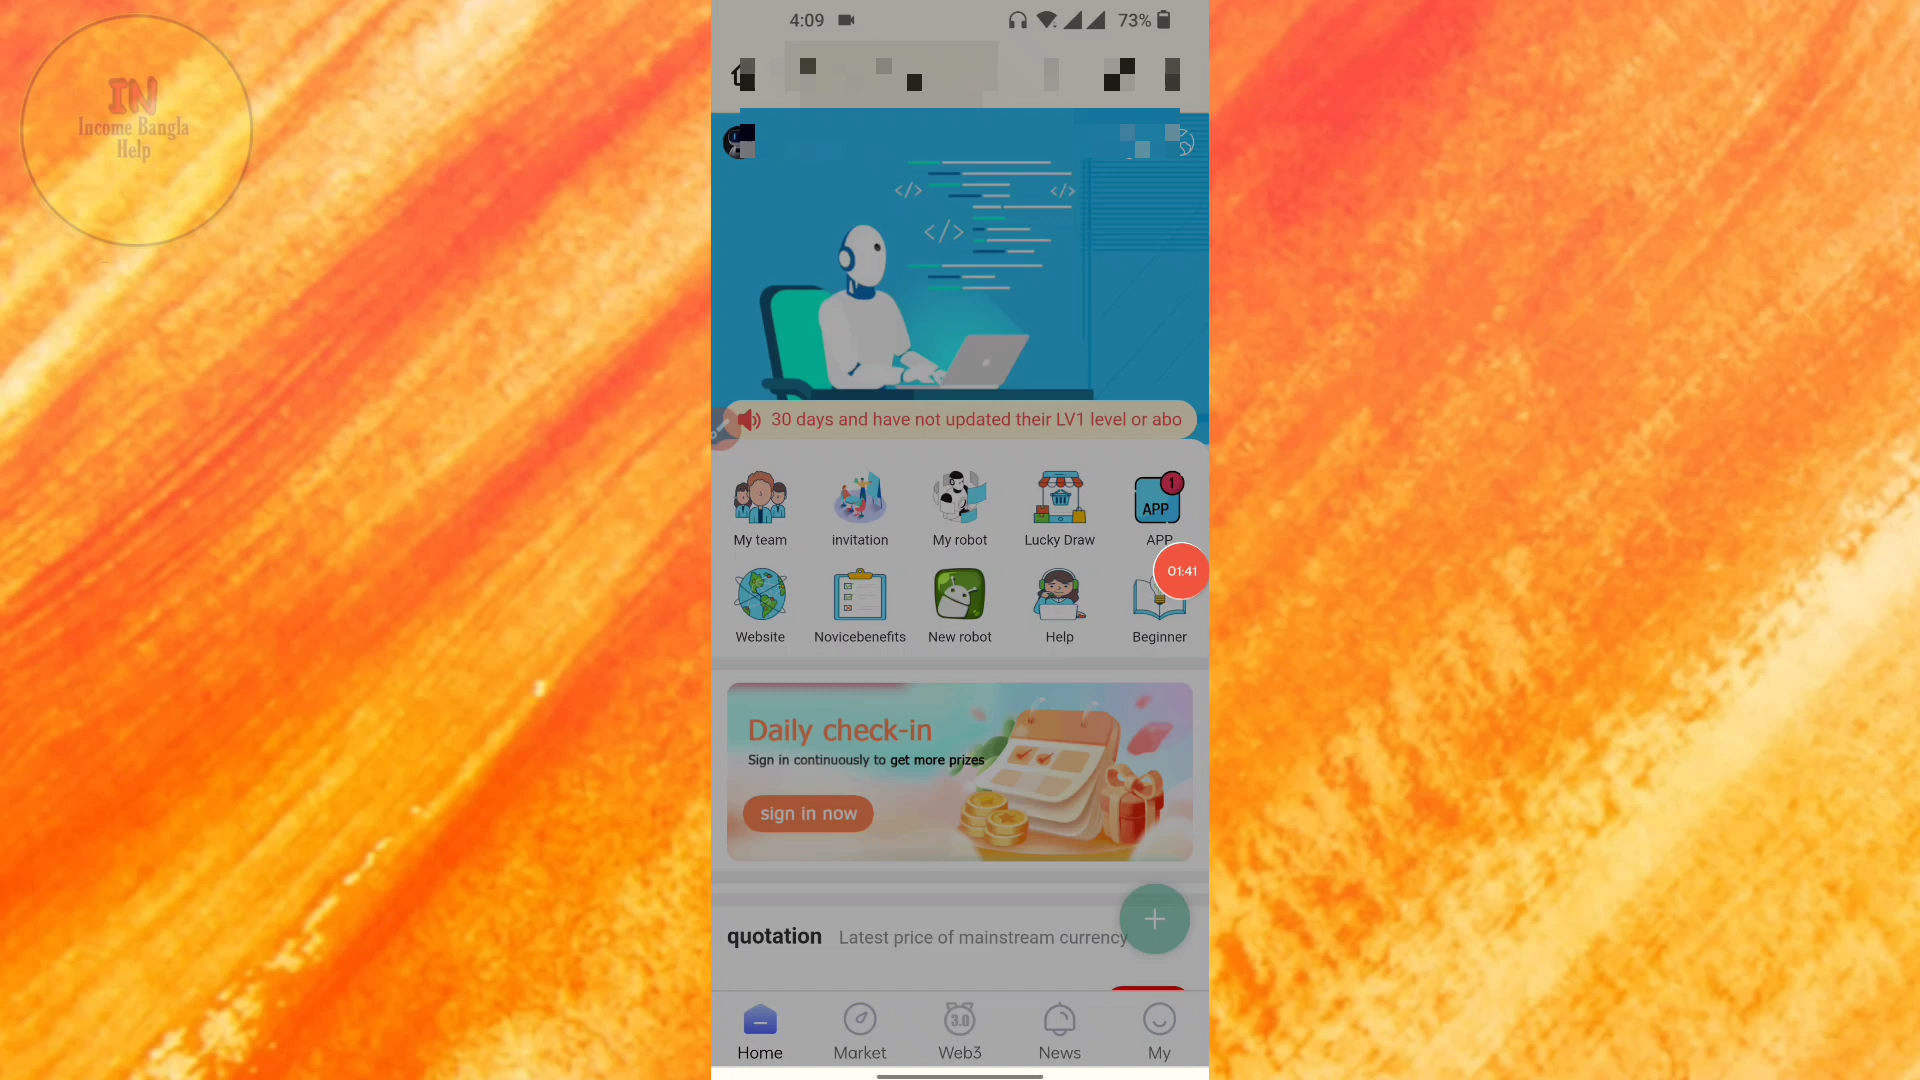 IN
Income Bangla
Help
4:09
73%
30 days and have not updated their LV1 level or abo
My team
invitation
My robot
Lucky Draw
APP
1
APP
01:41
Website
Novicebenefits
New robot
Help
Beginner
Daily check-in
Sign in continuously to get more prizes
sign in now
quotation
Latest price of mainstream currency
3.0
Home
Market
Web3
News
My